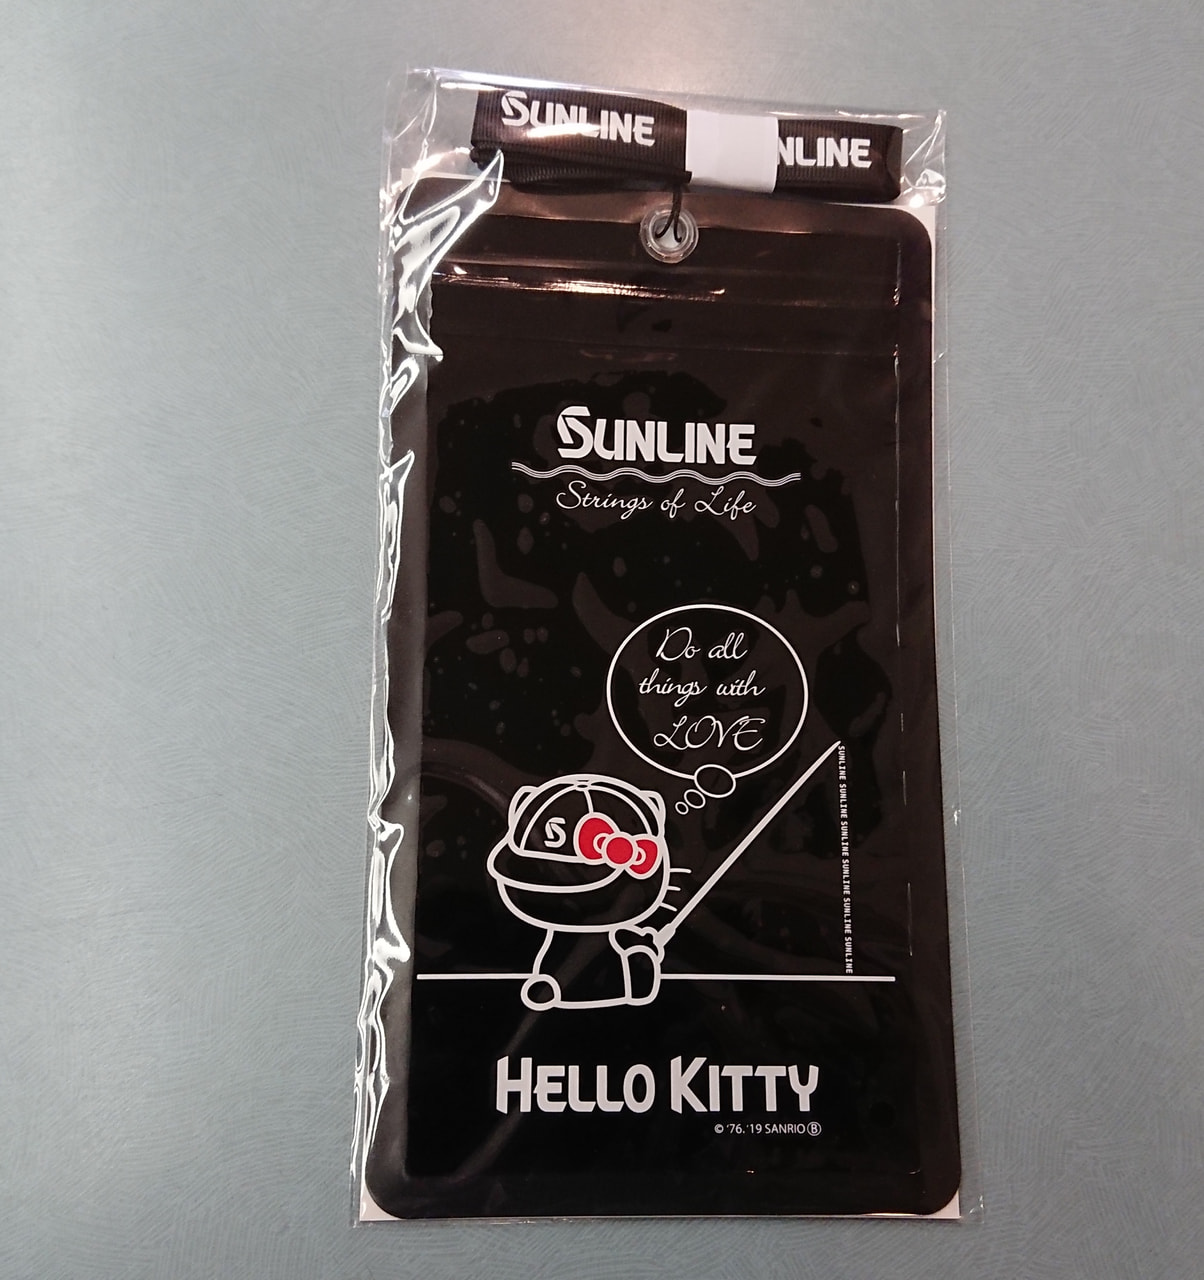 SUNLINE
NLINE
SUNLINE
Strings of Life
Do all
things with
LOVE
S
SUNLINE SUNLINE SUNLINE SUNLINE SUNLINE SUNLINE
HELLO KITTY
© '76, '19 SANRIO Ⓑ